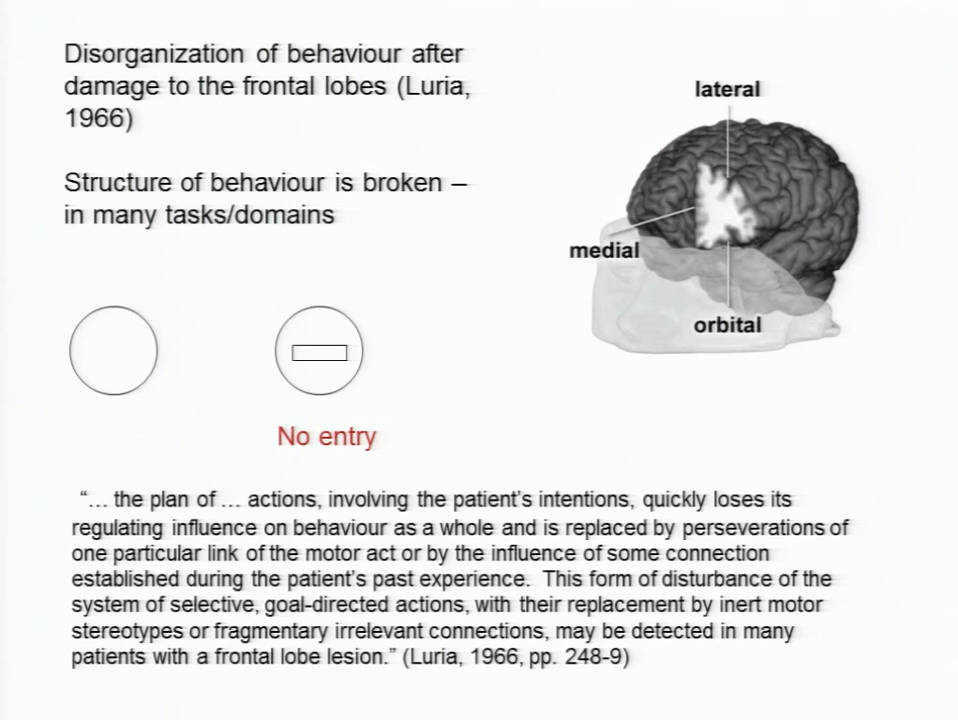 Disorganization of behaviour after
damage to the frontal lobes (Luria,
1966)
Structure of behaviour is broken –
in many tasks/domains
lateral
medial
orbital
No entry
“… the plan of … actions, involving the patient’s intentions, quickly loses its
regulating influence on behaviour as a whole and is replaced by perseverations of
one particular link of the motor act or by the influence of some connection
established during the patient’s past experience. This form of disturbance of the
system of selective, goal-directed actions, with their replacement by inert motor
stereotypes or fragmentary irrelevant connections, may be detected in many
patients with a frontal lobe lesion.” (Luria, 1966, pp. 248-9)